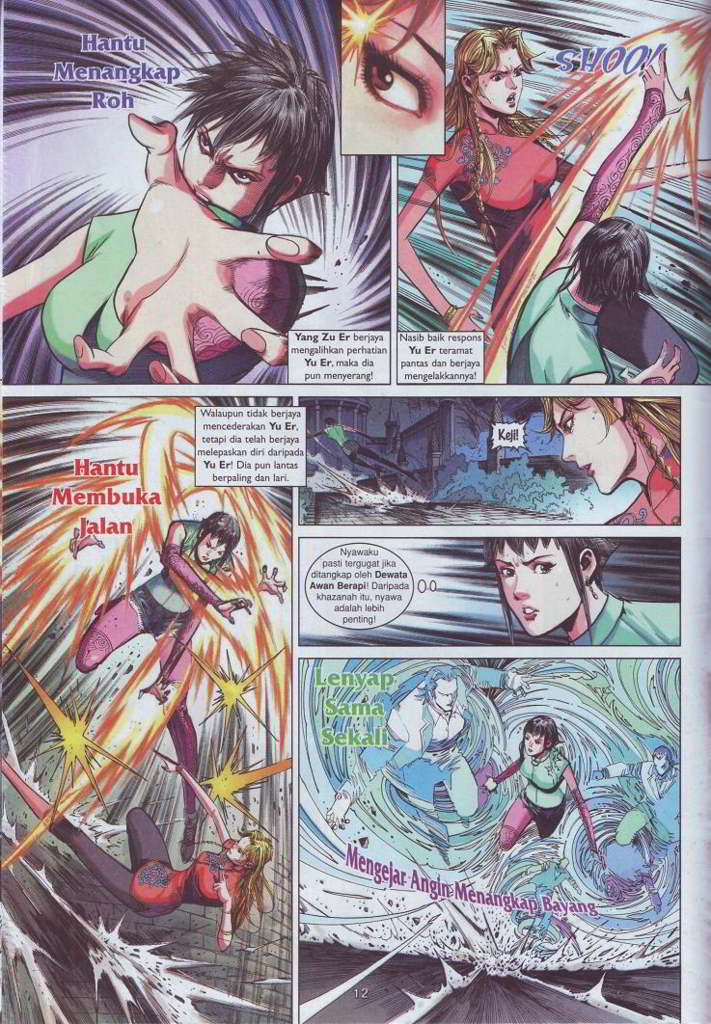 Hantu
Menangkap
Roh
SHOO!
Yang Zu Er berjaya
mengalihkan perhatian
Yu Er, maka dia
pun menyerang!
Nasib baik respons
Yu Er teramat
pantas dan berjaya
mengelakkannya!
Walaupun tidak berjaya
mencederakan Yu Er,
tetapi dia telah berjaya
melepaskan diri daripada
Yu Er! Dia pun lantas
berpaling dan lari.
Hantu
Membuka
Jalan
Keji!
Nyawaku
pasti tergugat jika
ditangkap oleh Dewata
Awan Berapi! Daripada
khazanah itu, nyawa
adalah lebih
penting!
Lenyap
Sama
Sekali
Mengejar Angin Menangkap Bayang
12